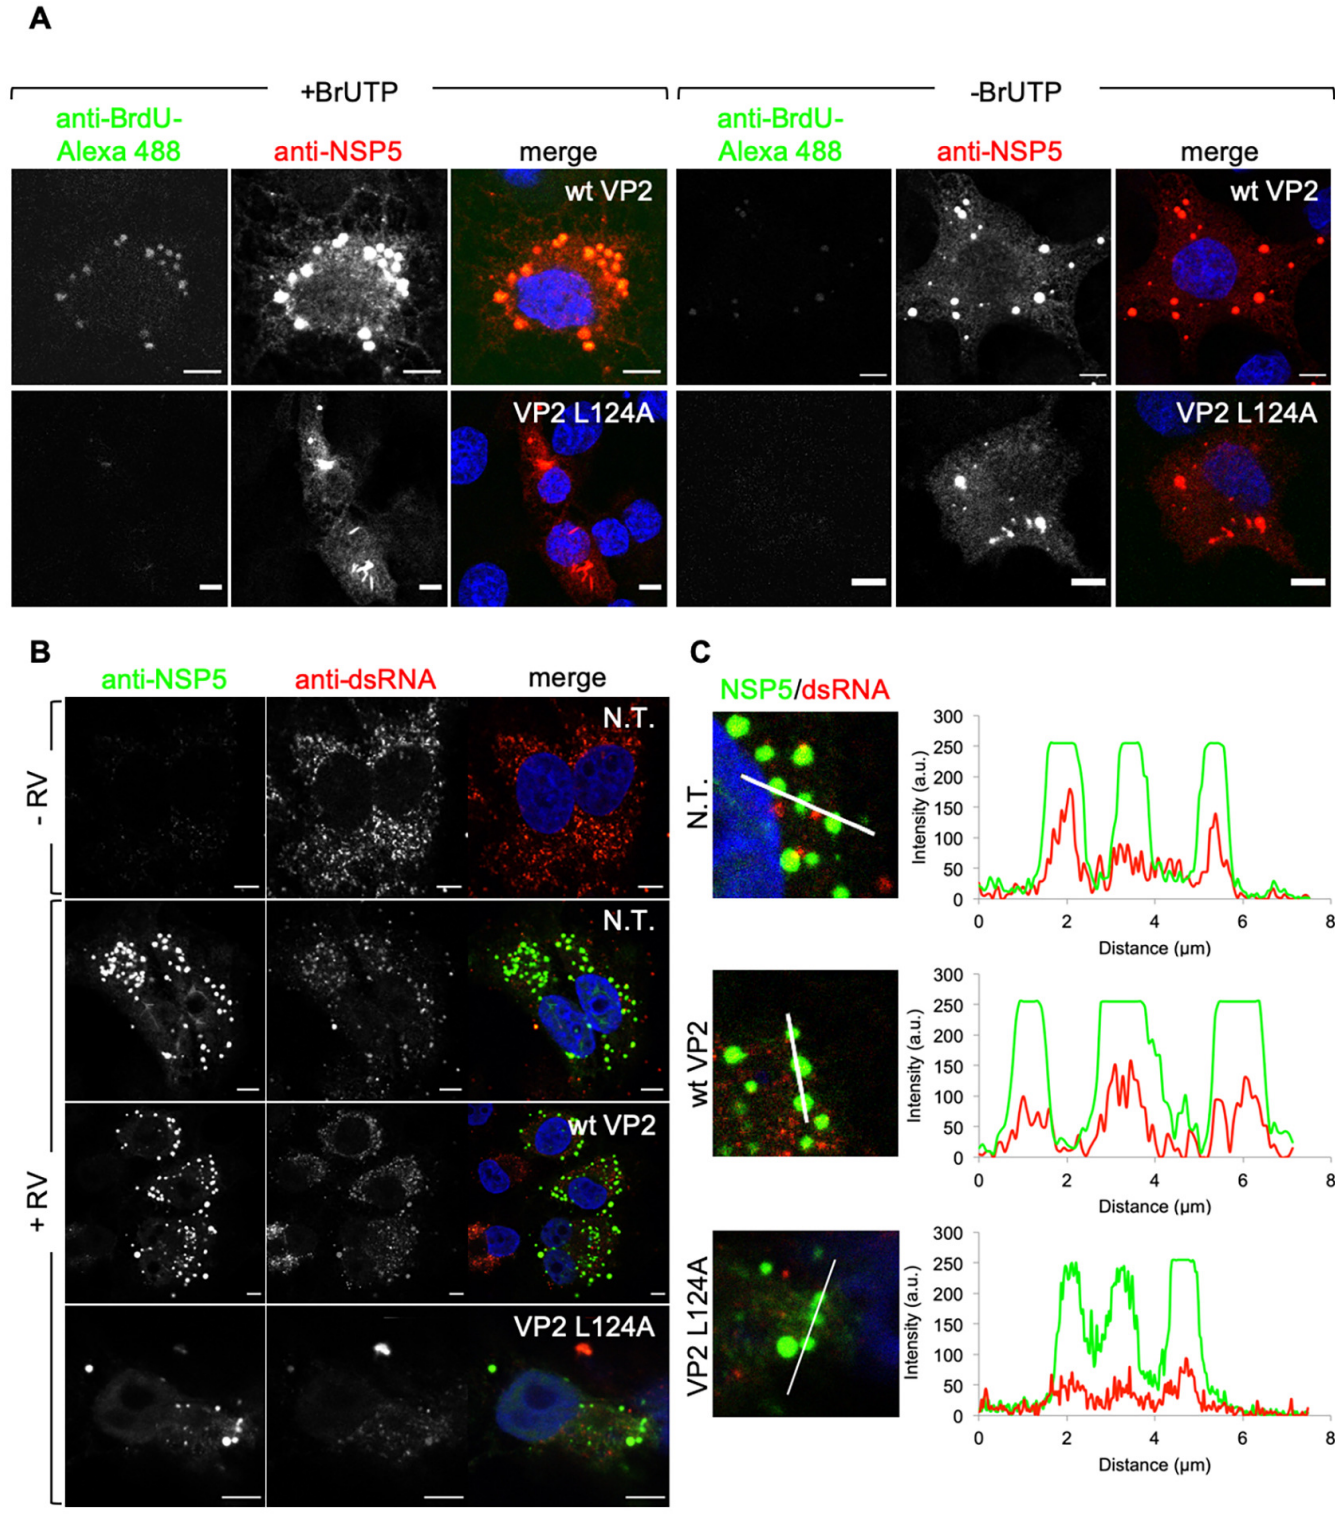 A
+BrUTP
-BrUTP
anti-BrdU-
Alexa 488
anti-NSP5
merge
anti-BrdU-
Alexa 488
anti-NSP5
merge
wt VP2
wt VP2
VP2 L124A
VP2 L124A
B
anti-NSP5
anti-dsRNA
merge
- RV
N.T.
+ RV
N.T.
wt VP2
VP2 L124A
C
NSP5/dsRNA
N.T.
Intensity (a.u.)
300
250
200
150
100
50
0
0 2 4 6 8
Distance (µm)
wt VP2
Intensity (a.u.)
300
250
200
150
100
50
0
0 2 4 6 8
Distance (µm)
VP2 L124A
Intensity (a.u.)
300
250
200
150
100
50
0
0 2 4 6 8
Distance (µm)